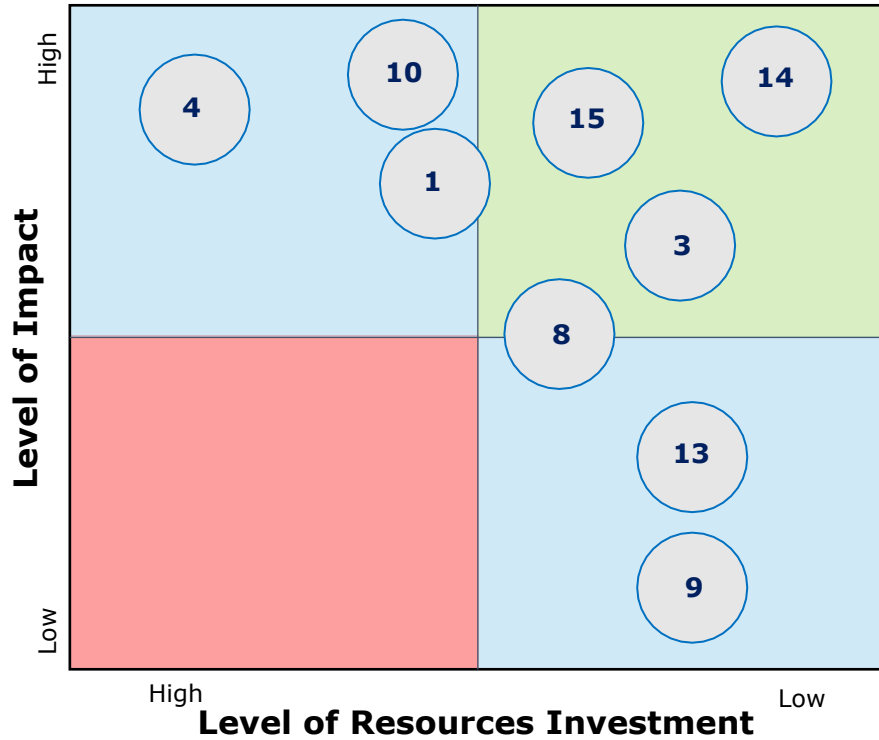 High
4
10
14
15
1
3
8
13
9
Level of Impact
Low
High
Low
Level of Resources Investment